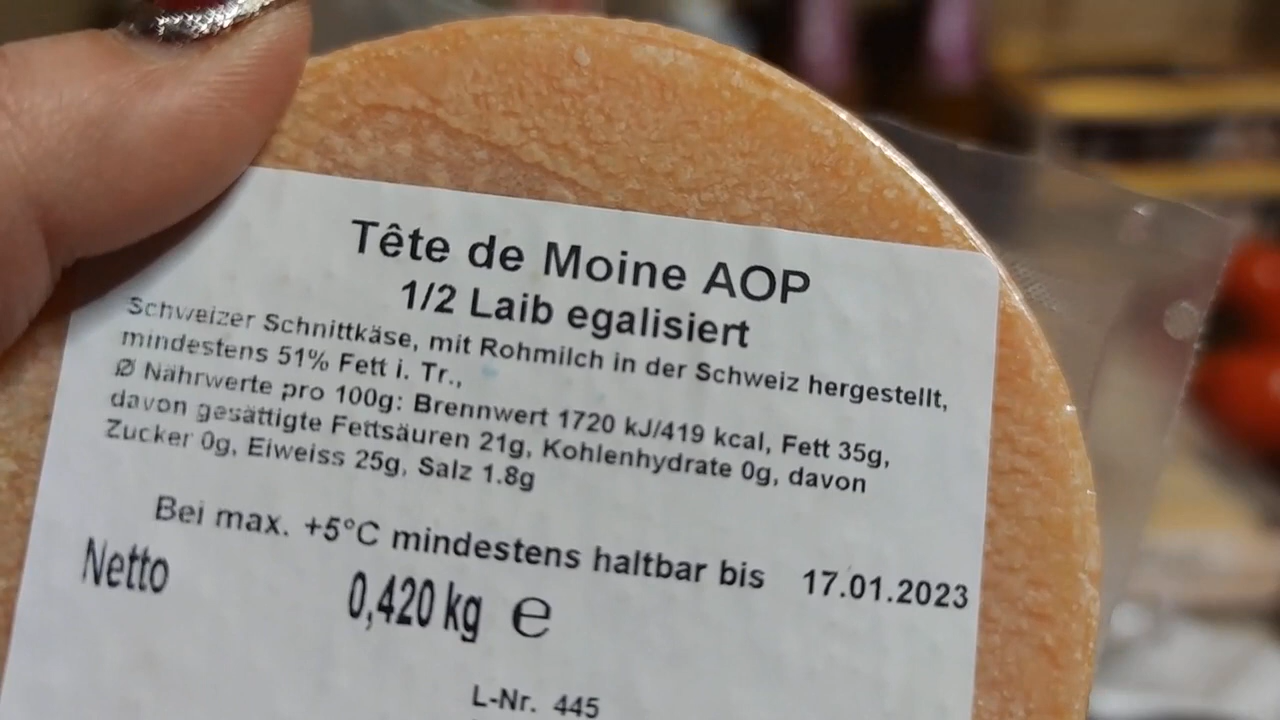 Tête de Moine AOP
1/2 Laib egalisiert
Schweizer Schnittkäse, mit Rohmilch in der Schweiz hergestellt,
mindestens 51% Fett i. Tr.,
Ø Nährwerte pro 100g: Brennwert 1720 kJ/419 kcal, Fett 35g,
davon gesättigte Fettsäuren 21g, Kohlenhydrate 0g, davon
Zucker 0g, Eiweiss 25g, Salz 1.8g
Bei max. +5°C mindestens haltbar bis 17.01.2023
Netto 0,420 kg ℮
L-Nr. 445